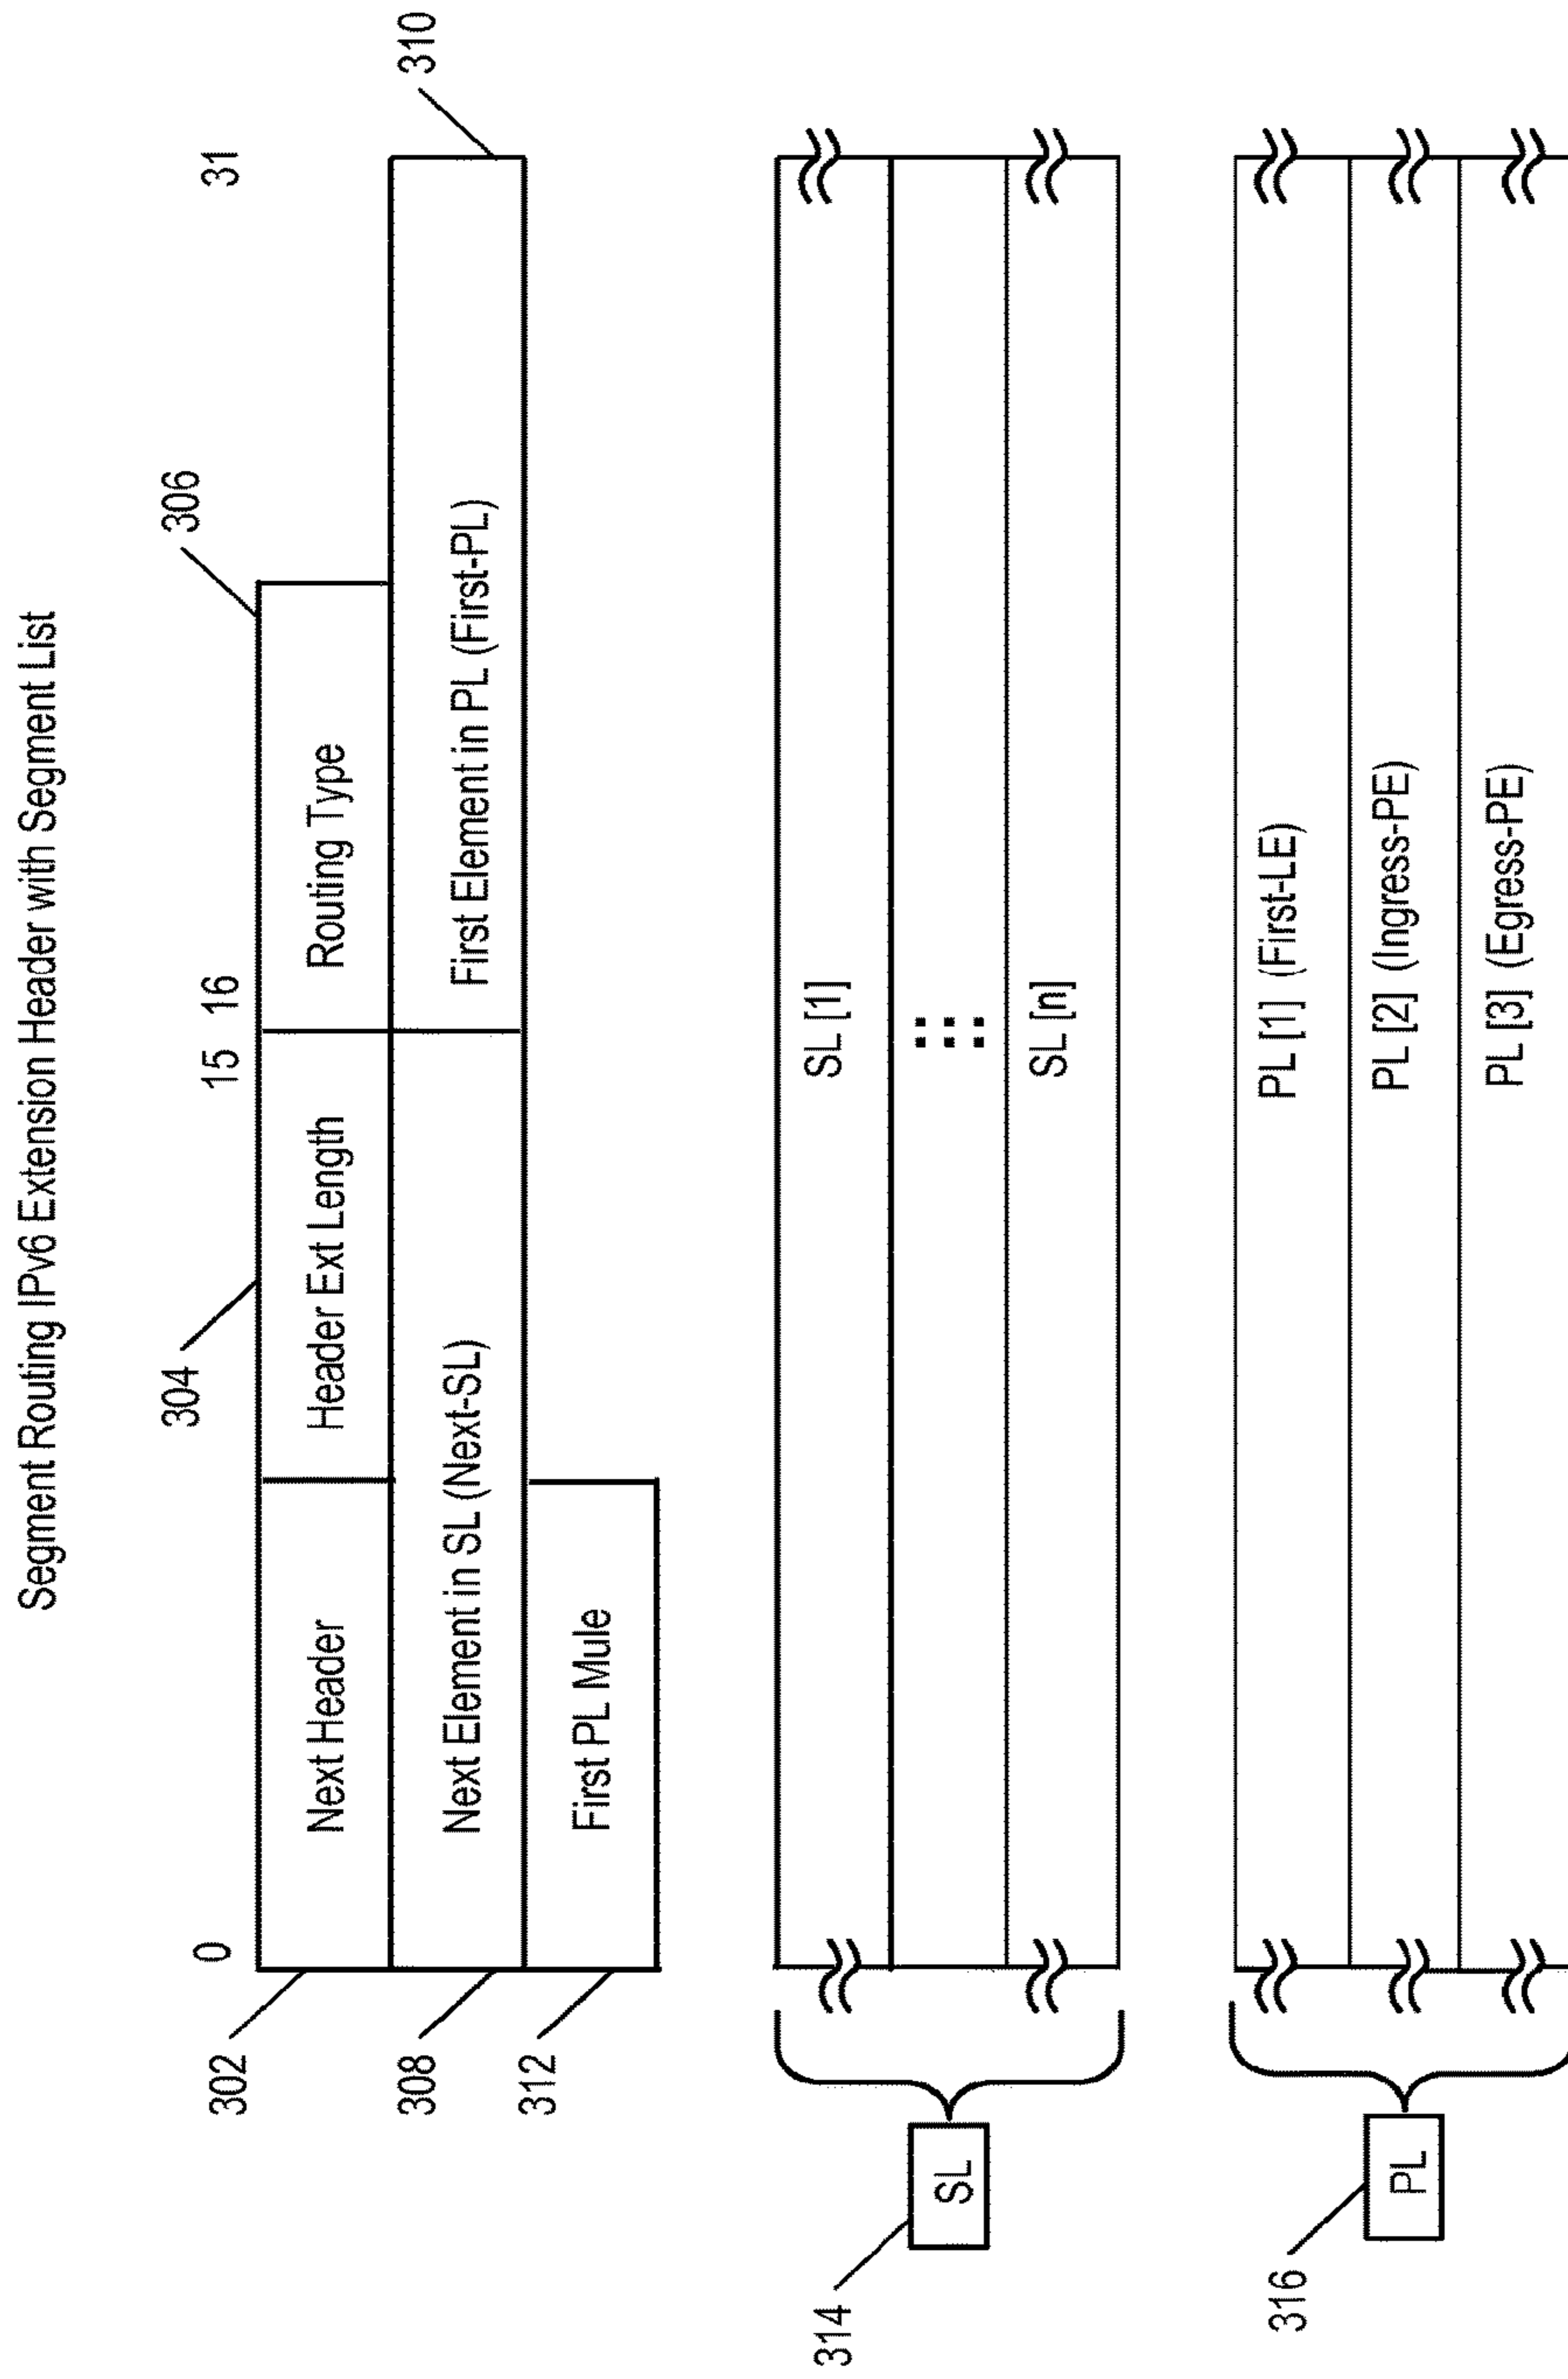 Segment Routing IPv6 Extension Header with Segment List
304
306
0
15
16
31
302
Next Header
Header Ext Length
Routing Type
310
308
Next Element in SL (Next-SL)
First Element in PL (First-PL)
312
First PL Mule
314
SL
SL [1]
SL [n]
316
PL
PL [1] (First-LE)
PL [2] (Ingress-PE)
PL [3] (Egress-PE)